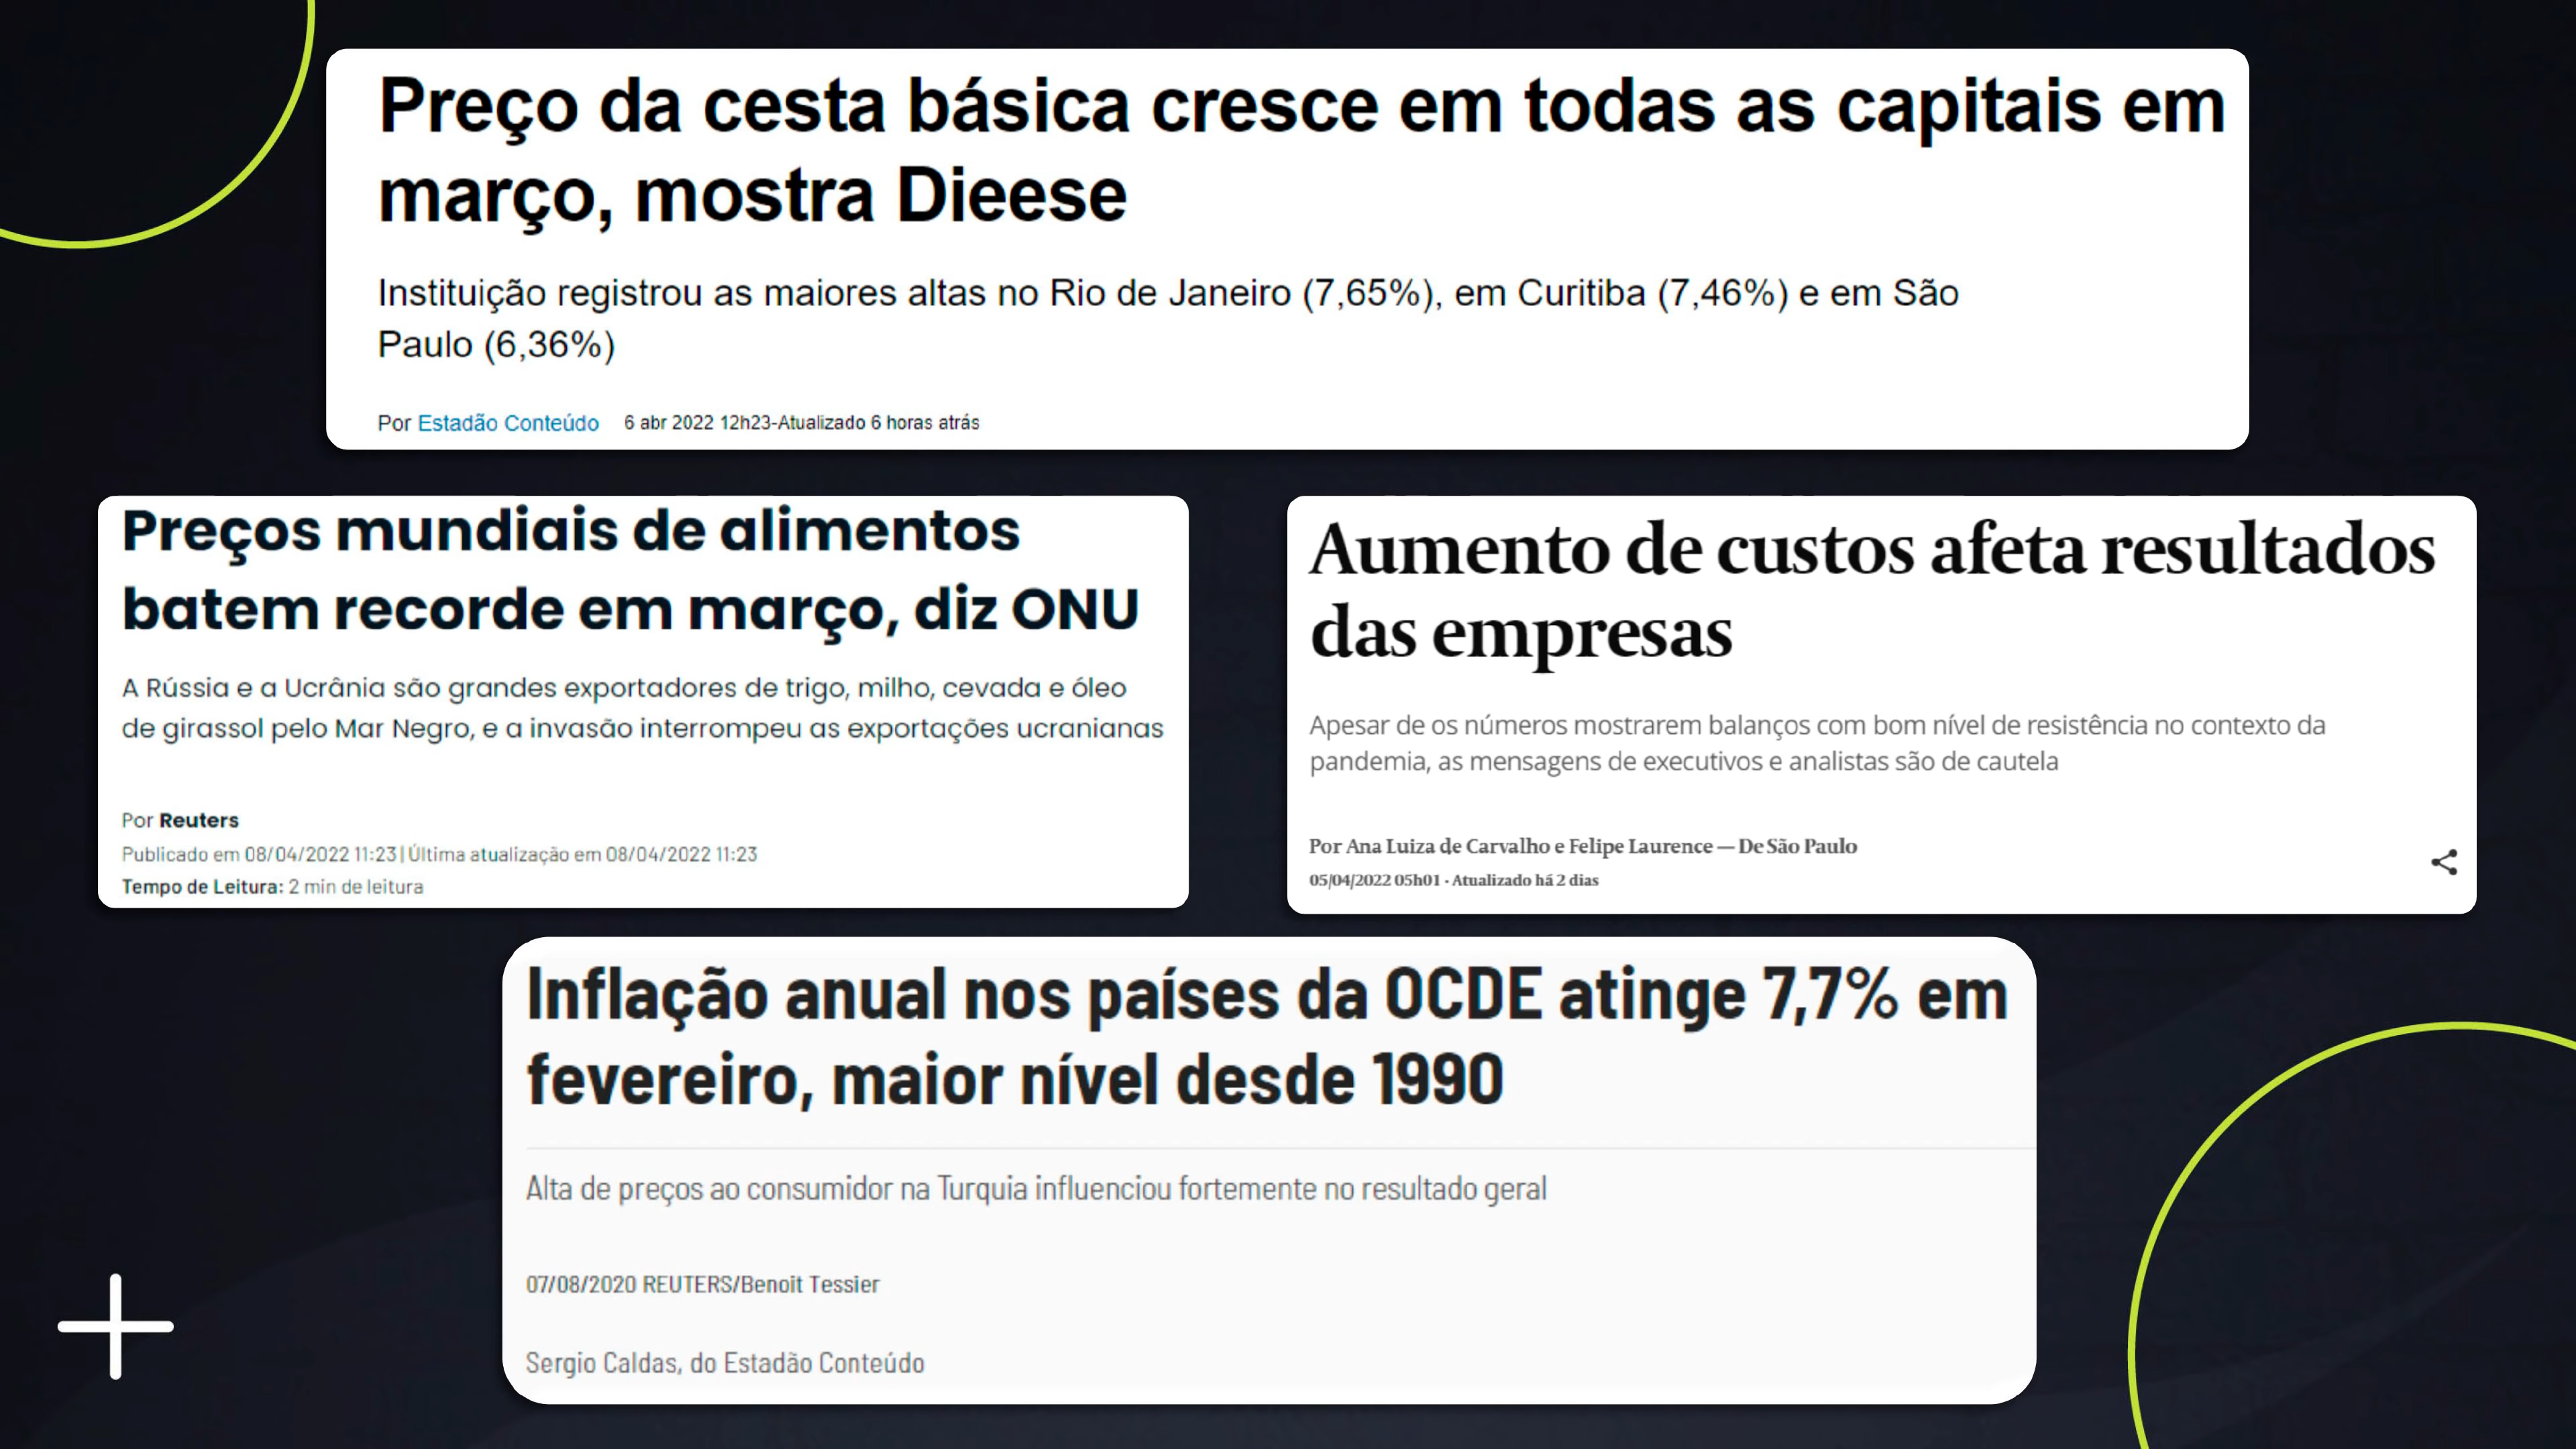 Preço da cesta básica cresce em todas as capitais em
março, mostra Dieese
Instituição registrou as maiores altas no Rio de Janeiro (7,65%), em Curitiba (7,46%) e em São
Paulo (6,36%)
Por Estadão Conteúdo 6 abr 2022 12h23-Atualizado 6 horas atrás
Preços mundiais de alimentos
batem recorde em março, diz ONU
A Rússia e a Ucrânia são grandes exportadores de trigo, milho, cevada e óleo
de girassol pelo Mar Negro, e a invasão interrompeu as exportações ucranianas
Por Reuters
Publicado em 08/04/2022 11:23 | Última atualização em 08/04/2022 11:23
Tempo de Leitura: 2 min de leitura
Aumento de custos afeta resultados
das empresas
Apesar de os números mostrarem balanços com bom nível de resistência no contexto da
pandemia, as mensagens de executivos e analistas são de cautela
Por Ana Luiza de Carvalho e Felipe Laurence — De São Paulo
05/04/2022 05h01 · Atualizado há 2 dias
Inflação anual nos países da OCDE atinge 7,7% em
fevereiro, maior nível desde 1990
Alta de preços ao consumidor na Turquia influenciou fortemente no resultado geral
07/08/2020 REUTERS/Benoit Tessier
Sergio Caldas, do Estadão Conteúdo